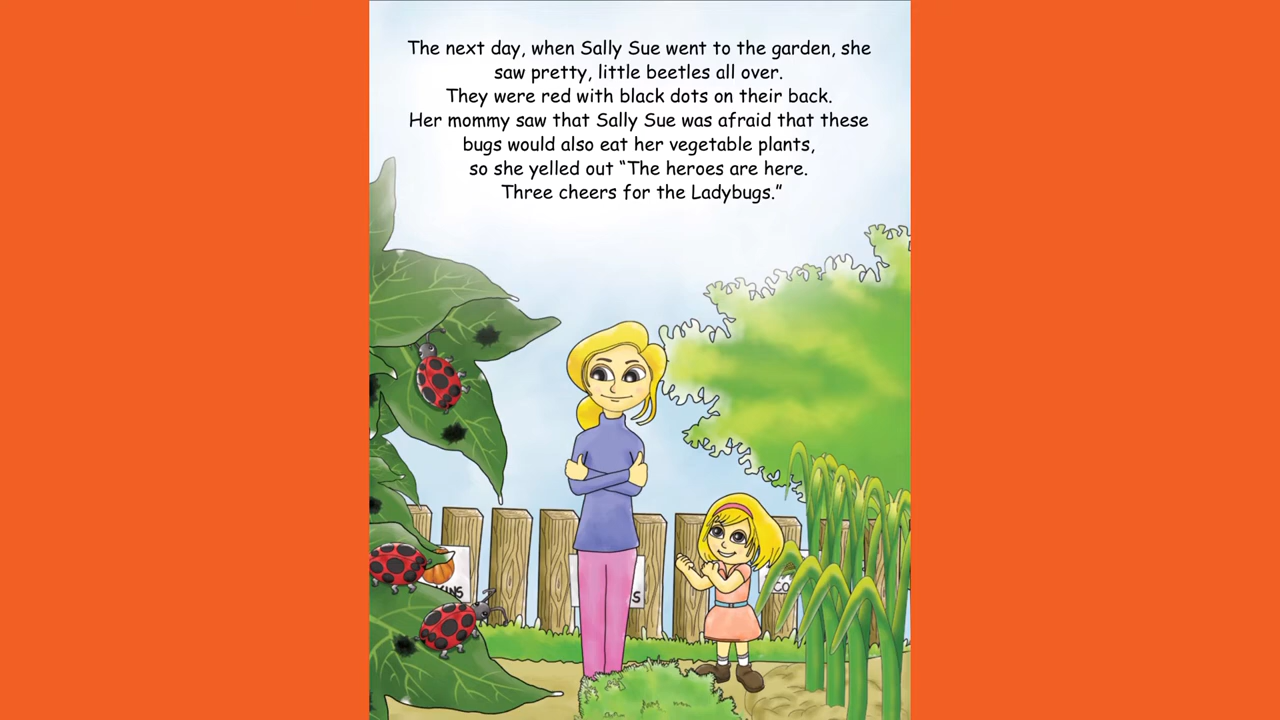 The next day, when Sally Sue went to the garden, she
saw pretty, little beetles all over.
They were red with black dots on their back.
Her mommy saw that Sally Sue was afraid that these
bugs would also eat her vegetable plants,
so she yelled out “The heroes are here.
Three cheers for the Ladybugs.”
KINS
S
CO